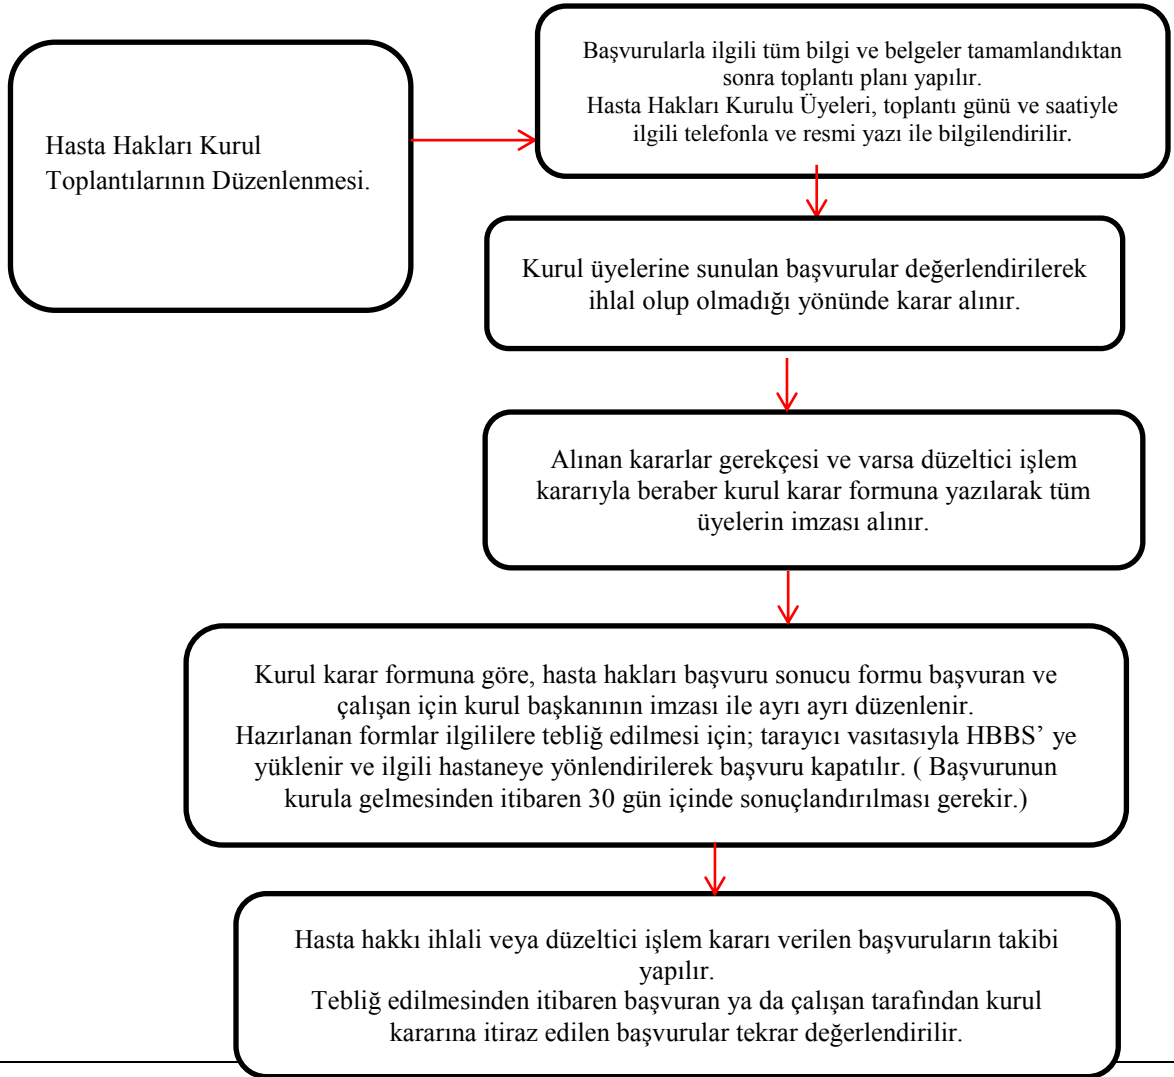 Hasta Hakları Kurul
Toplantılarının Düzenlenmesi.
Başvurularla ilgili tüm bilgi ve belgeler tamamlandıktan
sonra toplantı planı yapılır.
Hasta Hakları Kurulu Üyeleri, toplantı günü ve saatiyle
ilgili telefonla ve resmi yazı ile bilgilendirilir.
Kurul üyelerine sunulan başvurular değerlendirilerek
ihlal olup olmadığı yönünde karar alınır.
Alınan kararlar gerekçesi ve varsa düzeltici işlem
kararıyla beraber kurul karar formuna yazılarak tüm
üyelerin imzası alınır.
Kurul karar formuna göre, hasta hakları başvuru sonucu formu başvuran ve
çalışan için kurul başkanının imzası ile ayrı ayrı düzenlenir.
Hazırlanan formlar ilgililere tebliğ edilmesi için; tarayıcı vasıtasıyla HBBS’ ye
yüklenir ve ilgili hastaneye yönlendirilerek başvuru kapatılır. ( Başvurunun
kurula gelmesinden itibaren 30 gün içinde sonuçlandırılması gerekir.)
Hasta hakkı ihlali veya düzeltici işlem kararı verilen başvuruların takibi
yapılır.
Tebliğ edilmesinden itibaren başvuran ya da çalışan tarafından kurul
kararına itiraz edilen başvurular tekrar değerlendirilir.